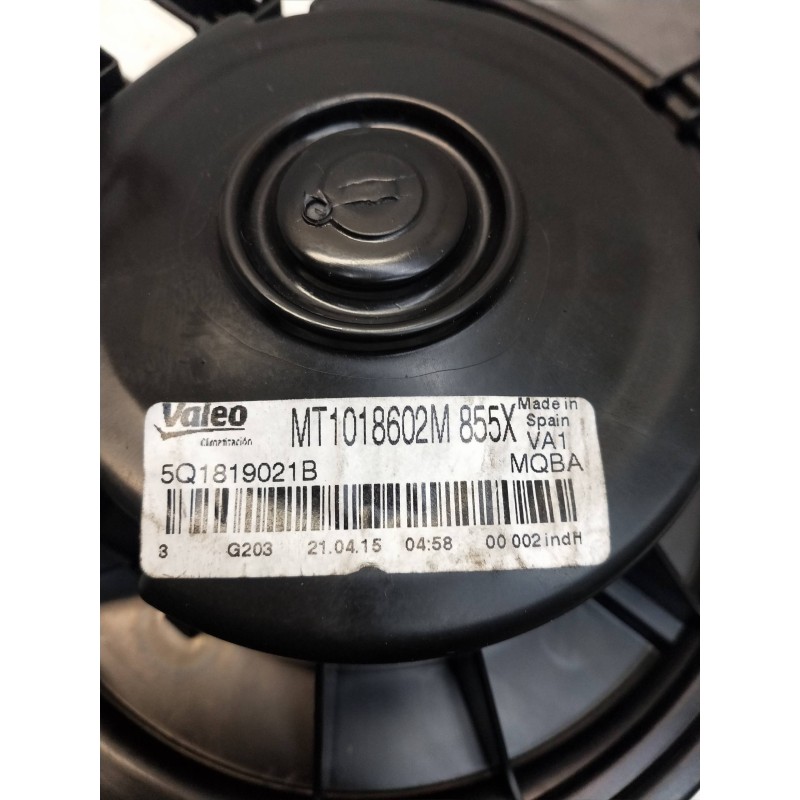 Valeo
Climatización
MT1018602M 855X
Made in
Spain
VA1
5Q1819021B
MQBA
3 G203 21.04.15 04:58 00 002indH